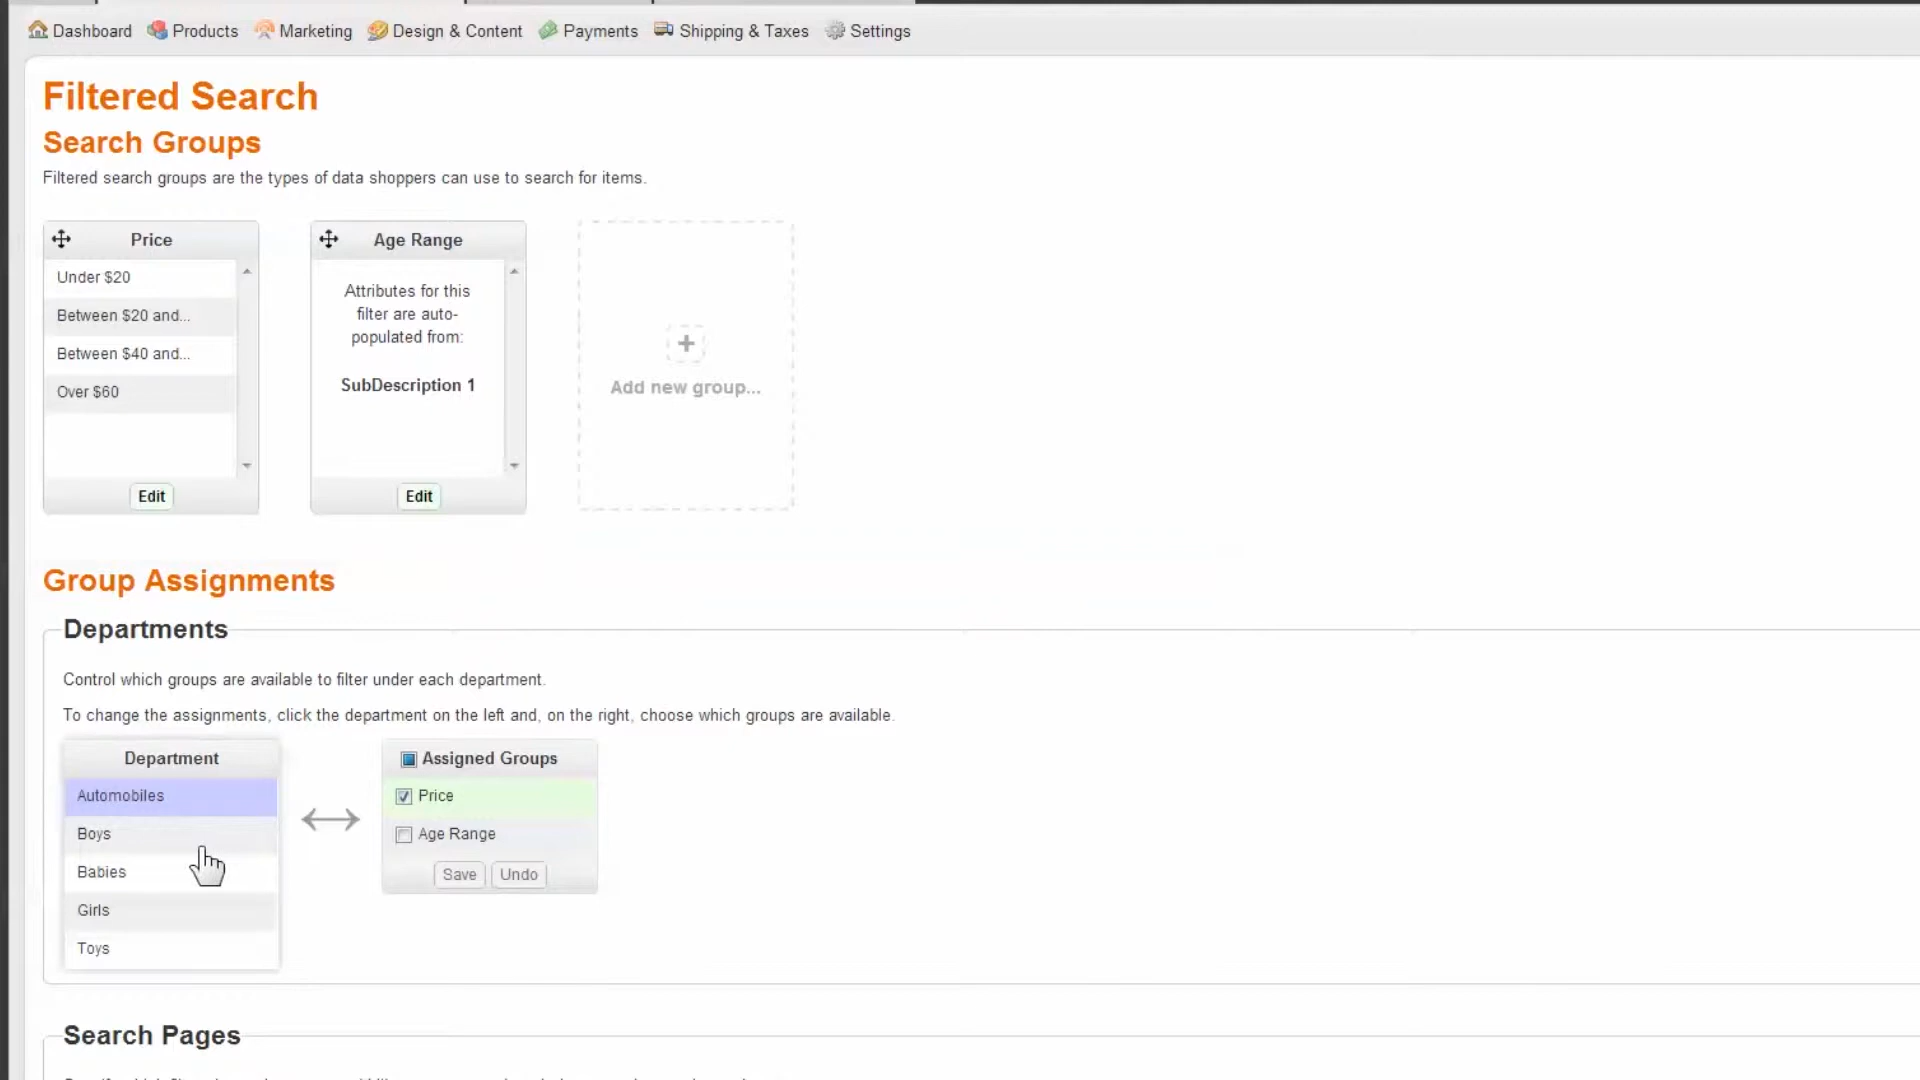 Dashboard Products Marketing Design & Content Payments Shipping & Taxes Settings
Filtered Search
Search Groups
Filtered search groups are the types of data shoppers can use to search for items.
Price
Under $20
Between $20 and...
Between $40 and...
Over $60
Edit
Age Range
Attributes for this
filter are auto-
populated from:
SubDescription 1
Edit
+
Add new group...
Group Assignments
Departments
Control which groups are available to filter under each department.
To change the assignments, click the department on the left and, on the right, choose which groups are available.
Department
Automobiles
Boys
Babies
Girls
Toys
Assigned Groups
Price
Age Range
Save Undo
Search Pages